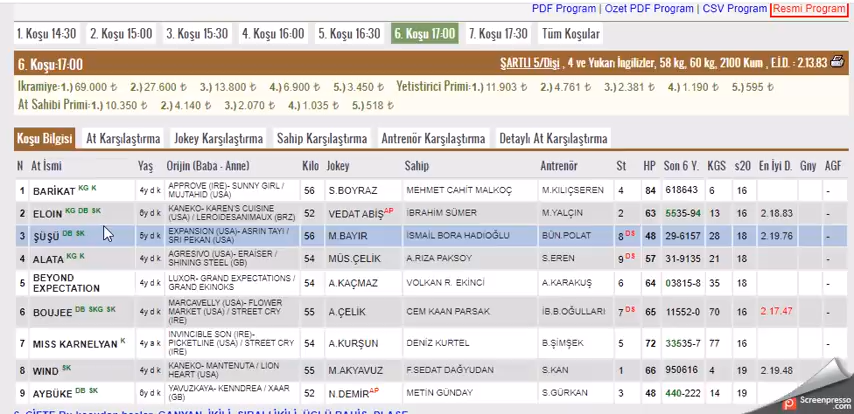 PDF Program | Ozet PDF Program | CSV Program Resmi Program
1. Koşu 14:30 2. Koşu 15:00 3. Koşu 15:30 4. Koşu 16:00 5. Koşu 16:30 6. Koşu 17:00 7. Koşu 17:30 Tüm Koşular
6. Koşu:17:00 ŞARTLI 5/Dişi , 4 ve Yukarı İngilizler, 58 kg, 60 kg, 2100 Kum , E.İ.D. : 2.13.83
Ikramiye: 1.) 69.000 ₺ 2.) 27.600 ₺ 3.) 13.800 ₺ 4.) 6.900 ₺ 5.) 3.450 ₺ Yetistirici Primi: 1.) 11.903 ₺ 2.) 4.761 ₺ 3.) 2.381 ₺ 4.) 1.190 ₺ 5.) 595 ₺
At Sahibi Primi: 1.) 10.350 ₺ 2.) 4.140 ₺ 3.) 2.070 ₺ 4.) 1.035 ₺ 5.) 518 ₺
Koşu Bilgisi At Karşılaştırma Jokey Karşılaştırma Sahip Karşılaştırma Antrenör Karşılaştırma Detaylı At Karşılaştırma
N At İsmi Yaş Orijin (Baba - Anne) Kilo Jokey Sahip Antrenör St HP Son 6 Y. KGS s20 En İyi D. Gny AGF
1 BARİKAT KG K 4y d k APPROVE (IRE)- SUNNY GIRL / MUJTAHID (USA) 56 S.BOYRAZ MEHMET CAHİT MALKOÇ M.KILIÇSEREN 4 84 618643 6 16
2 ELOIN KG DB SK 4y d k KANEKO- KAREN'S CUISINE (USA) / LEROIDESANIMAUX (BRZ) 52 VEDAT ABİŞ AP İBRAHİM SÜMER M.YALÇIN 2 63 5535-94 13 16 2.18.83
3 ŞÜŞÜ DB SK 5y d k EXPANSION (USA)- ASRIN TAYI / SRI PEKAN (USA) 56 M.BAYIR İSMAİL BORA HADIOĞLU BÜN.POLAT 8 DS 48 29-6157 28 18 2.19.76
4 ALATA KG K 4y d k AGRESIVO (USA)- ERAISER / SHINING STEEL (GB) 54 MÜS.ÇELİK A.RIZA PAKSOY S.EREN 9 DS 57 31-9135 21 18
5 BEYOND EXPECTATION 4y d k LUXOR- GRAND EXPECTATIONS / GRAND EKINOKS 54 A.KAÇMAZ VOLKAN R. EKİNCİ A.KARAKUŞ 6 64 03815-8 35 16
6 BOUJEE DB SKG SK 4y d k MARCAVELLY (USA)- FLOWER MARKET (USA) / STREET CRY (IRE) 55 A.ÇELİK CEM KAAN PARSAK İB.B.OĞULLARI 7 DS 65 11552-0 70 16 2.17.47
7 MISS KARNELYAN K 4y a k INVINCIBLE SON (IRE)- PICKETLINE (USA) / STREET CRY (IRE) 54 A.KURŞUN DENİZ KURTEL B.ŞİMŞEK 5 72 33535-7 77 16
8 WIND SK 4y d k KANEKO- MANTENUTA / LION HEART (USA) 55 M.AKYAVUZ F.SEDAT DAĞYUDAN S.KAN 1 66 950616 4 19 2.19.48
9 AYBÜKE DB SK 8y d k YAVUZKAYA- KENNDREA / XAAR (GB) 52 N.DEMİR AP METİN GÜNDAY S.GÜRKAN 3 48 440-222 14
Screenpresso